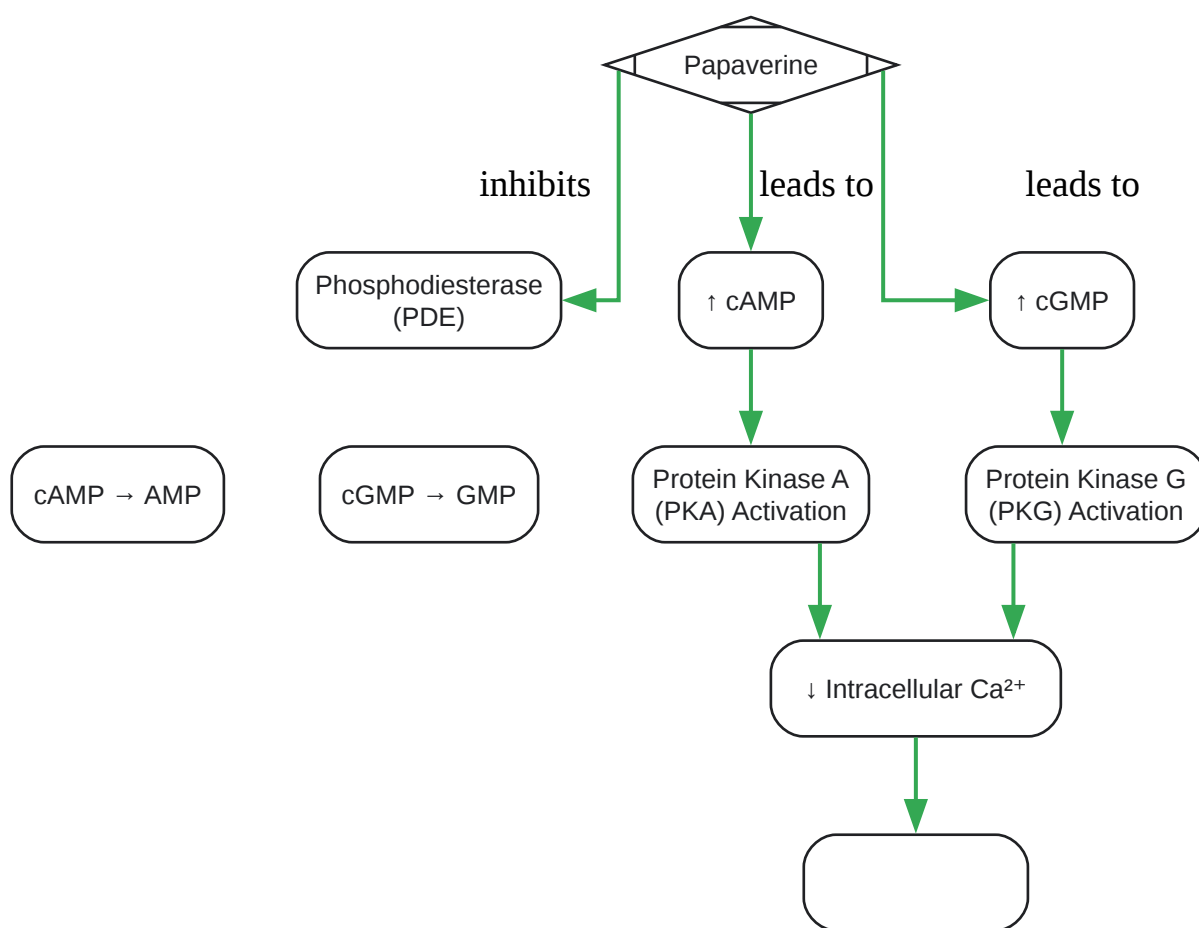 Papaverine
inhibits
leads to
leads to
Phosphodiesterase
(PDE)
↑ cAMP
↑ cGMP
cAMP → AMP
cGMP → GMP
Protein Kinase A
(PKA) Activation
Protein Kinase G
(PKG) Activation
↓ Intracellular Ca²⁺